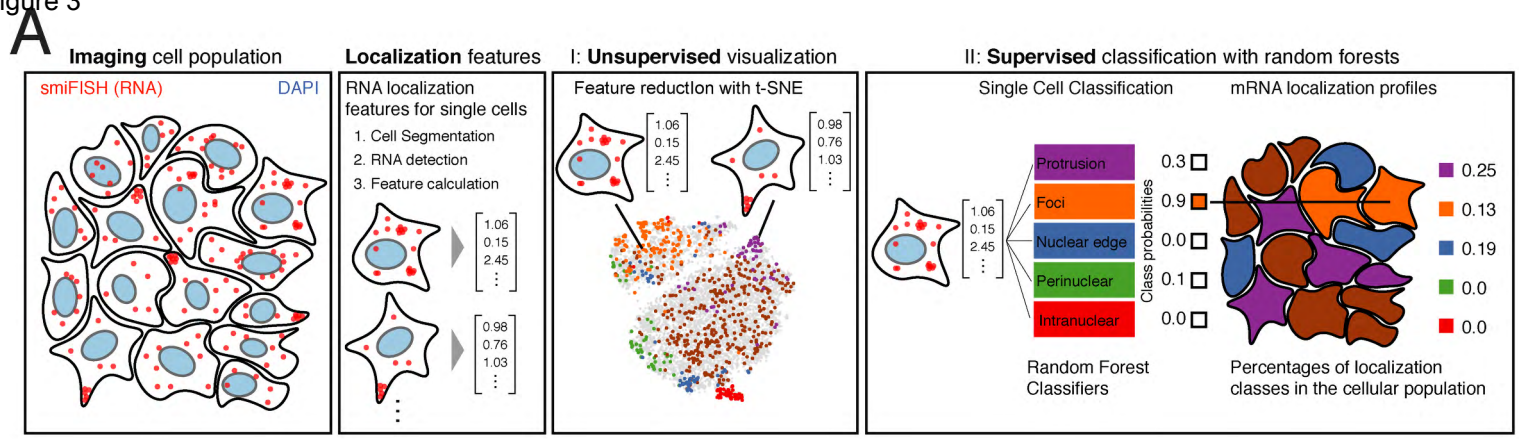 Figure 3
A
Imaging cell population
smiFISH (RNA) DAPI
Localization features
RNA localization
features for single cells
1. Cell Segmentation
2. RNA detection
3. Feature calculation
1.06
0.15
2.45
⋮
0.98
0.76
1.03
⋮
⋮
I: Unsupervised visualization
Feature reductIon with t-SNE
1.06
0.15
2.45
⋮
0.98
0.76
1.03
⋮
II: Supervised classification with random forests
Single Cell Classification
1.06
0.15
2.45
⋮
Protrusion
Foci
Nuclear edge
Perinuclear
Intranuclear
Random Forest
Classifiers
Class probabilities
0.3
0.9
0.0
0.1
0.0
mRNA localization profiles
0.25
0.13
0.19
0.0
0.0
Percentages of localization
classes in the cellular population